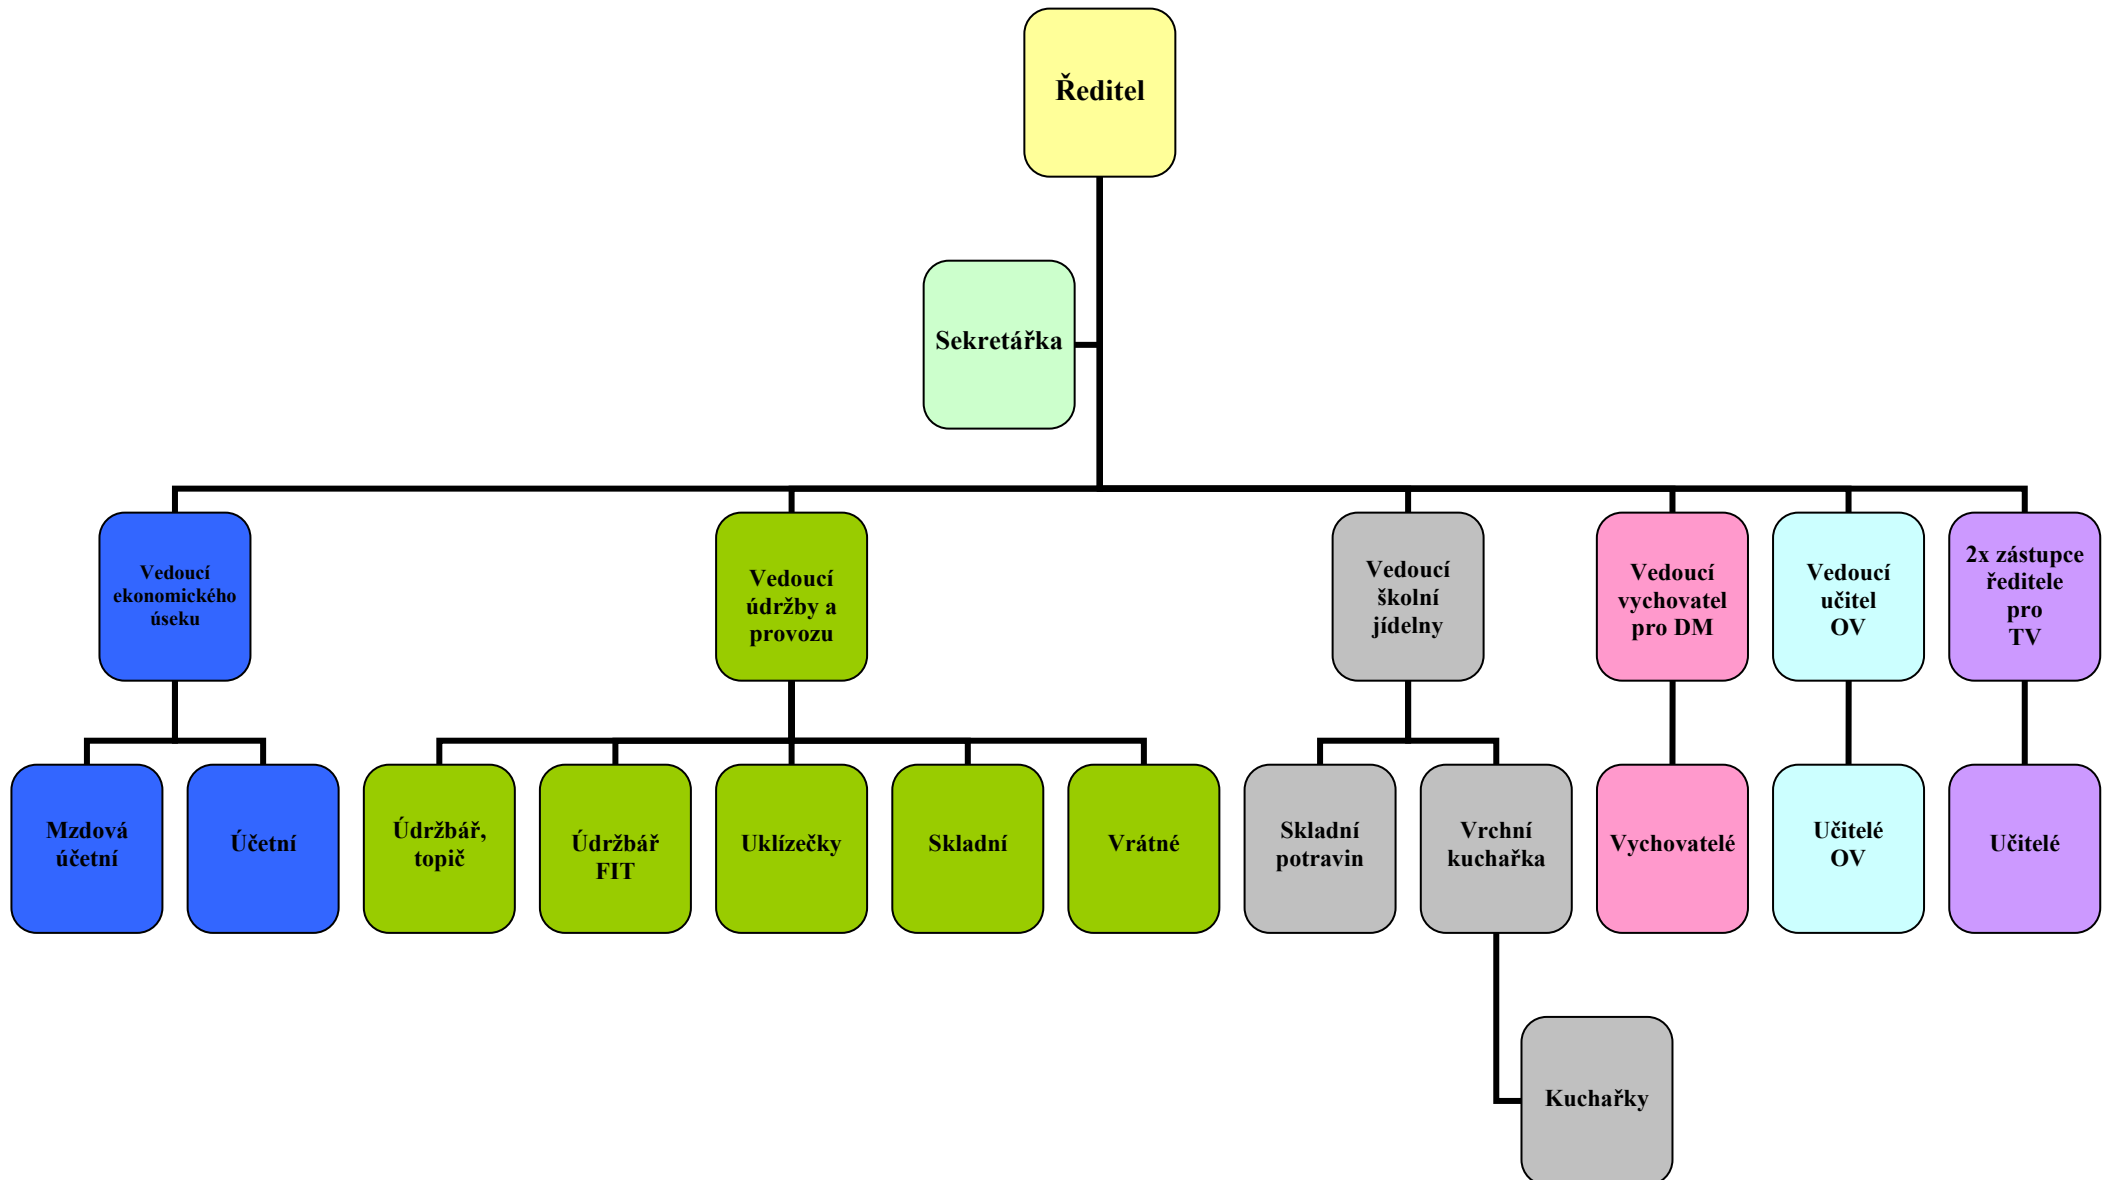 Ředitel
Sekretářka
Vedoucí
ekonomického
úseku
Vedoucí
údržby a
provozu
Vedoucí
školní
jídelny
Vedoucí
vychovatel
pro DM
Vedoucí
učitel
OV
2x zástupce
ředitele
pro
TV
Mzdová
účetní
Účetní
Údržbář,
topič
Údržbář
FIT
Uklízečky
Skladní
Vrátné
Skladní
potravin
Vrchní
kuchařka
Vychovatelé
Učitelé
OV
Učitelé
Kuchařky